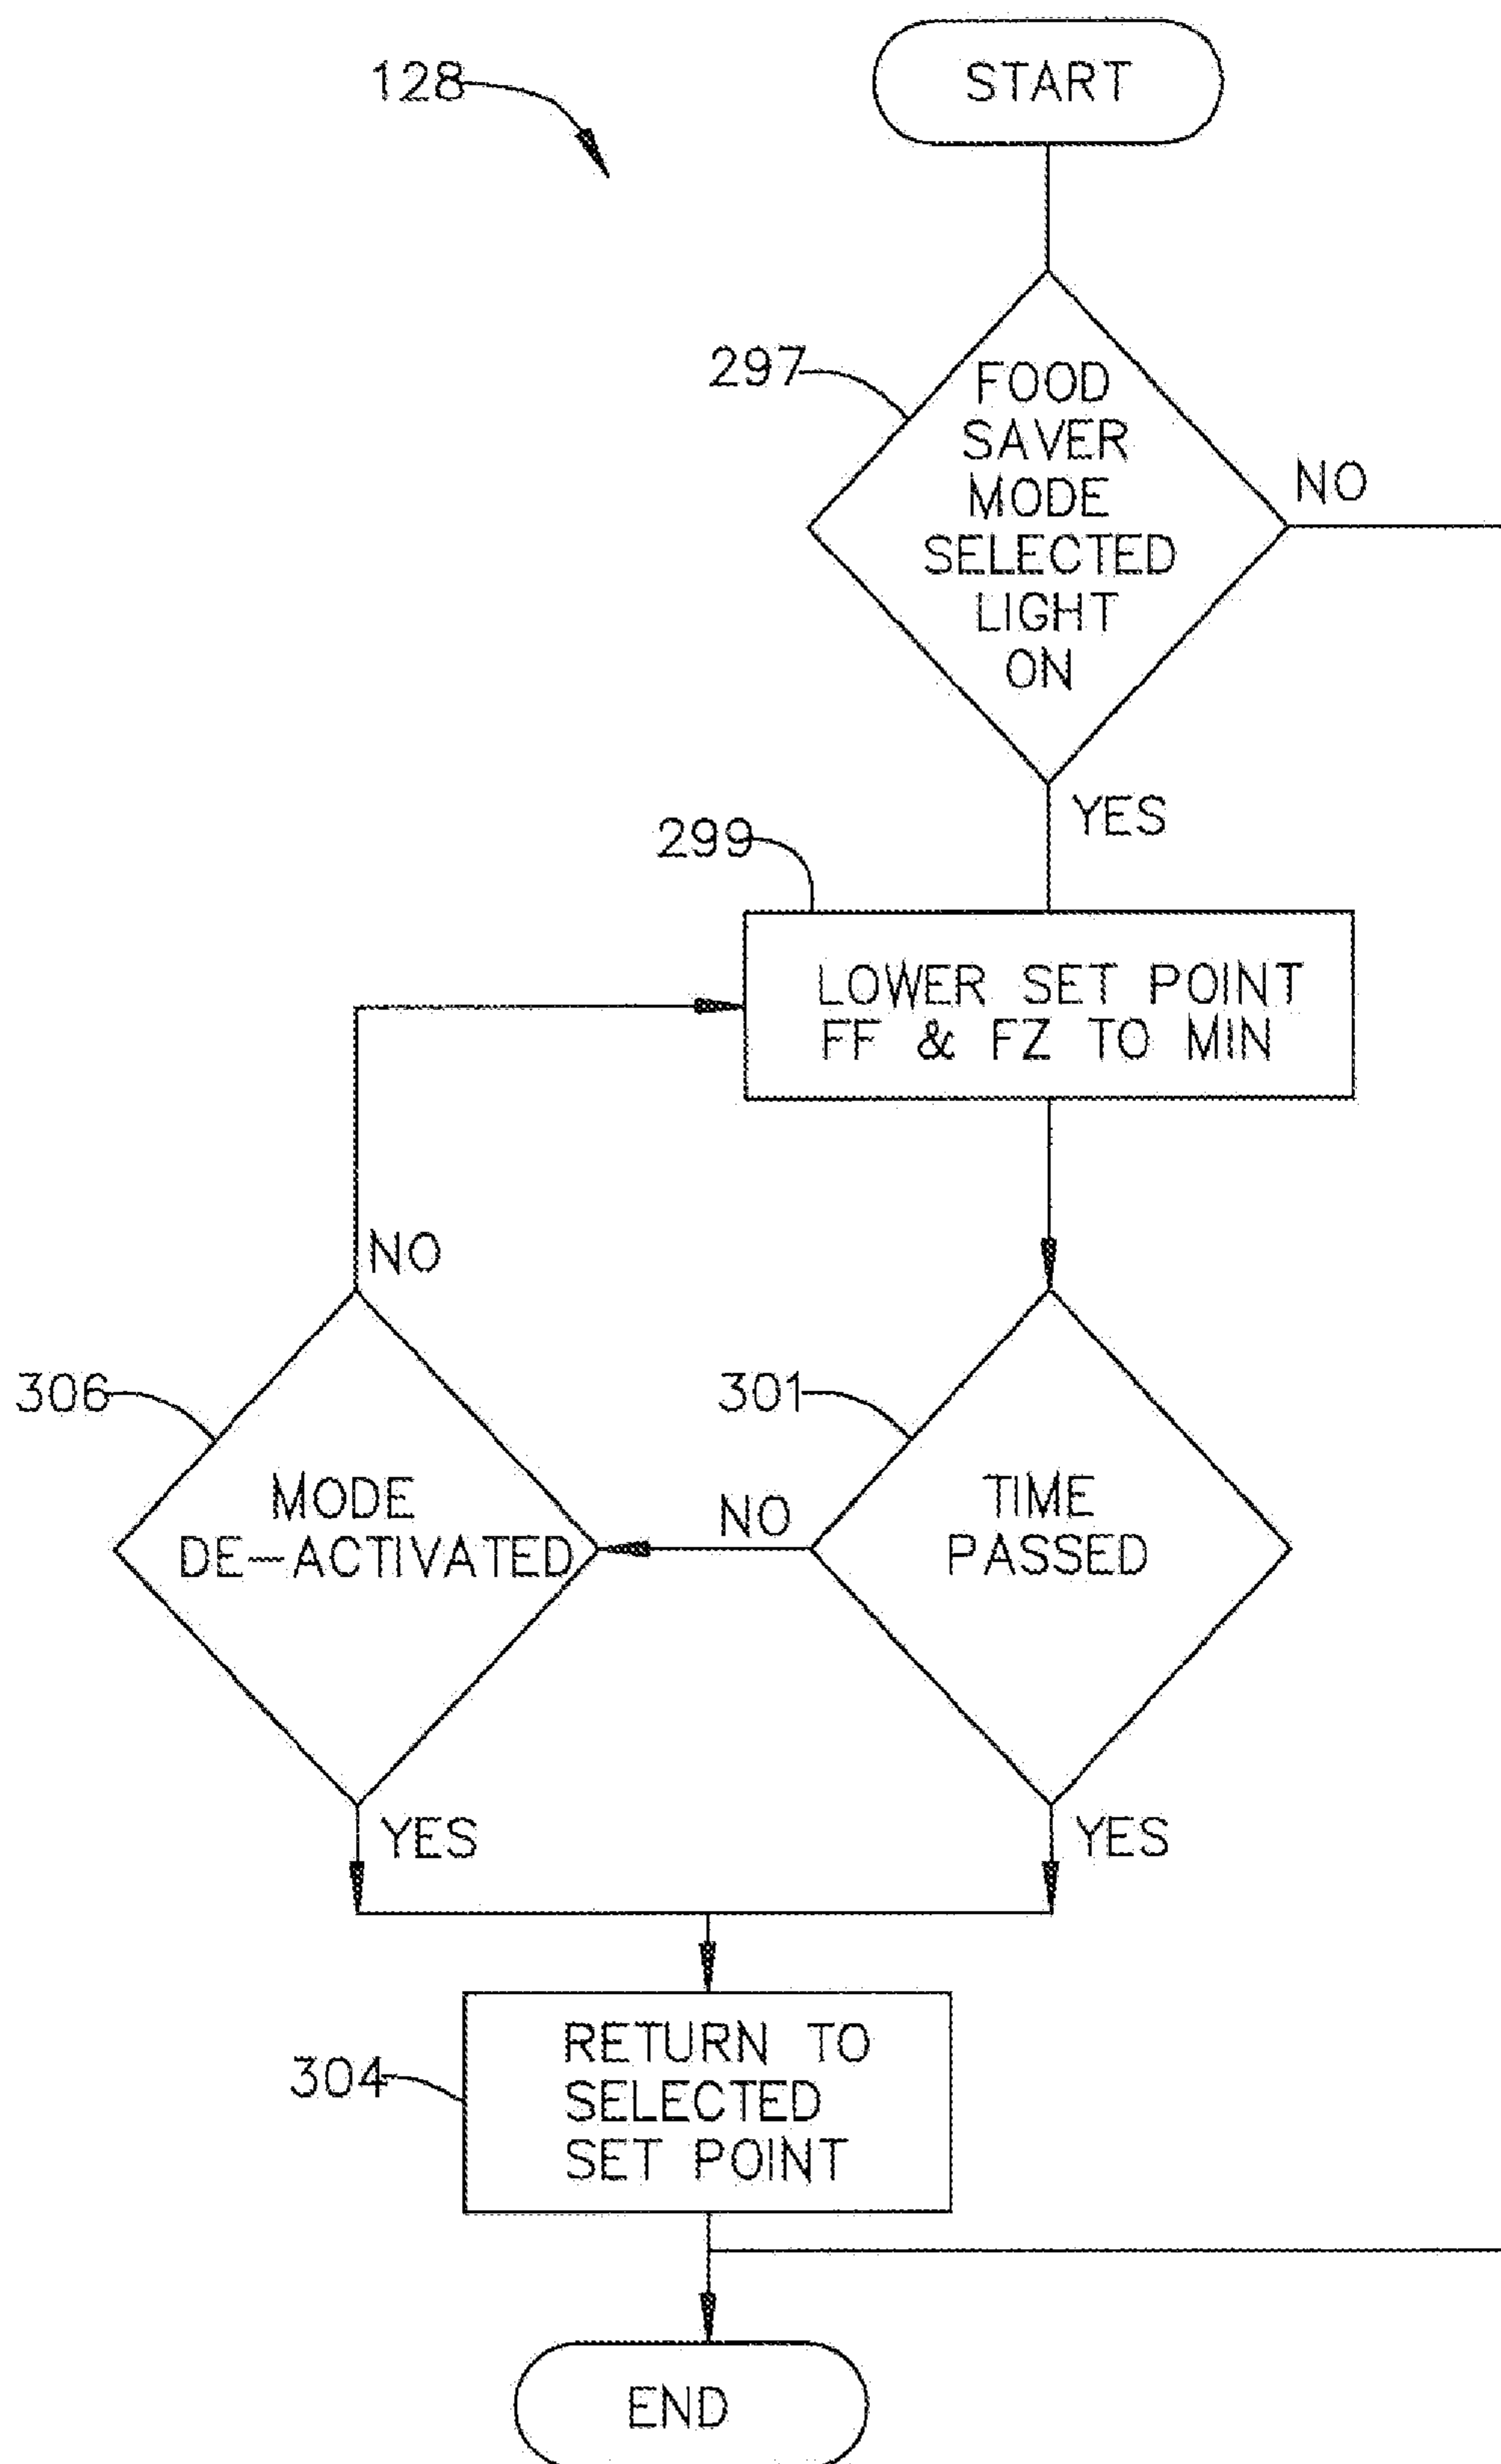 128
START
297
FOOD
SAVER
MODE
SELECTED
LIGHT
ON
NO
YES
299
LOWER SET POINT
FF & FZ TO MIN
NO
306
MODE
DE-ACTIVATED
NO
301
TIME
PASSED
YES
YES
304
RETURN TO
SELECTED
SET POINT
END